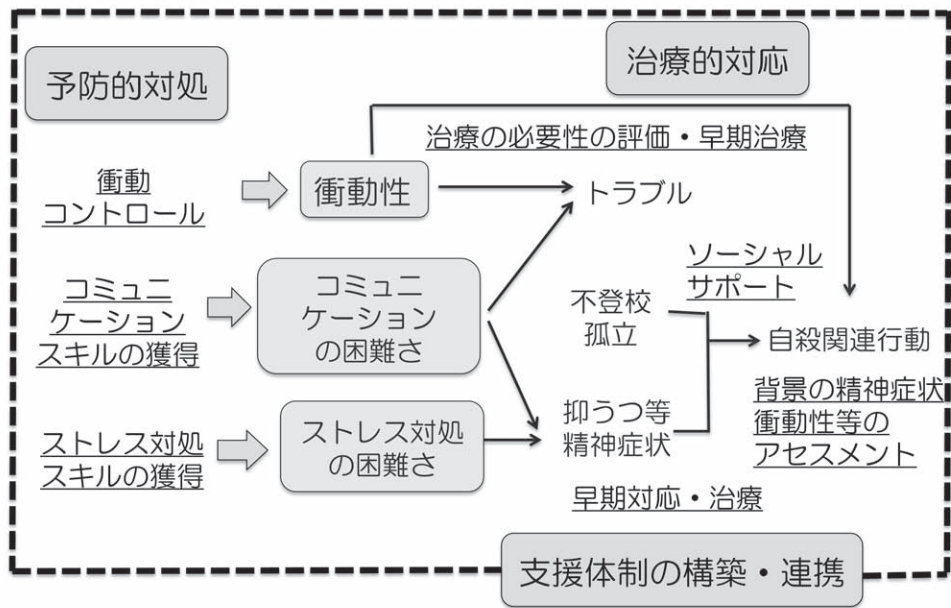 予防的対処
治療的対応
治療の必要性の評価・早期治療
衝動
コントロール
衝動性
トラブル
コミュニ
ケーション
スキルの獲得
コミュニ
ケーション
の困難さ
ソーシャル
サポート
不登校
孤立
自殺関連行動
ストレス対処
スキルの獲得
ストレス対処
の困難さ
抑うつ等
精神症状
背景の精神症状
衝動性等の
アセスメント
早期対応・治療
支援体制の構築・連携